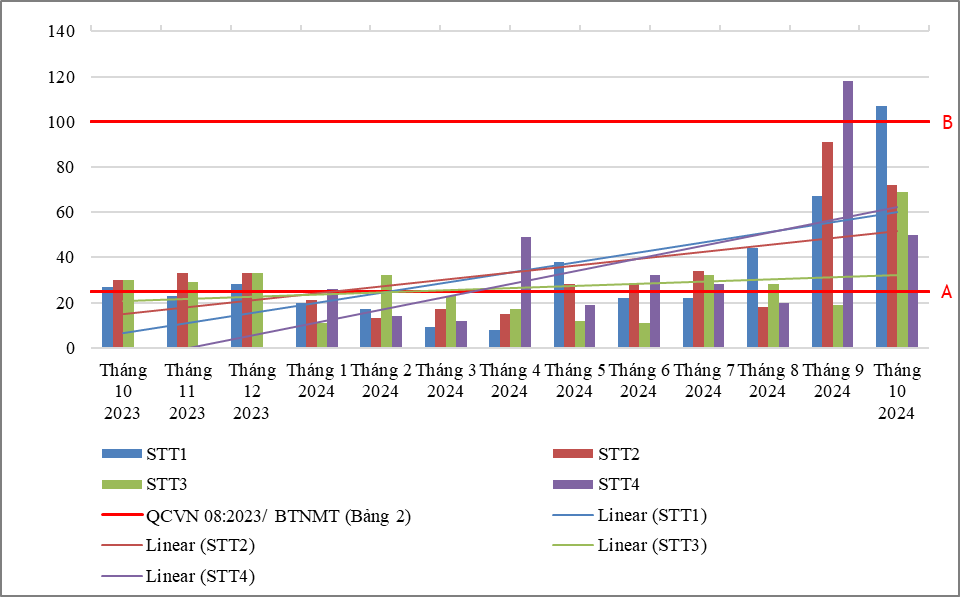 140
120
100
B
80
60
40
A
20
0
Tháng Tháng Tháng Tháng 1 Tháng 2 Tháng 3 Tháng 4 Tháng 5 Tháng 6 Tháng 7 Tháng 8 Tháng 9 Tháng
10 11 12 2024 2024 2024 2024 2024 2024 2024 2024 2024 10
2023 2023 2023 2024
STT1 STT2
STT3 STT4
QCVN 08:2023/ BTNMT (Bảng 2) Linear (STT1)
Linear (STT2) Linear (STT3)
Linear (STT4)